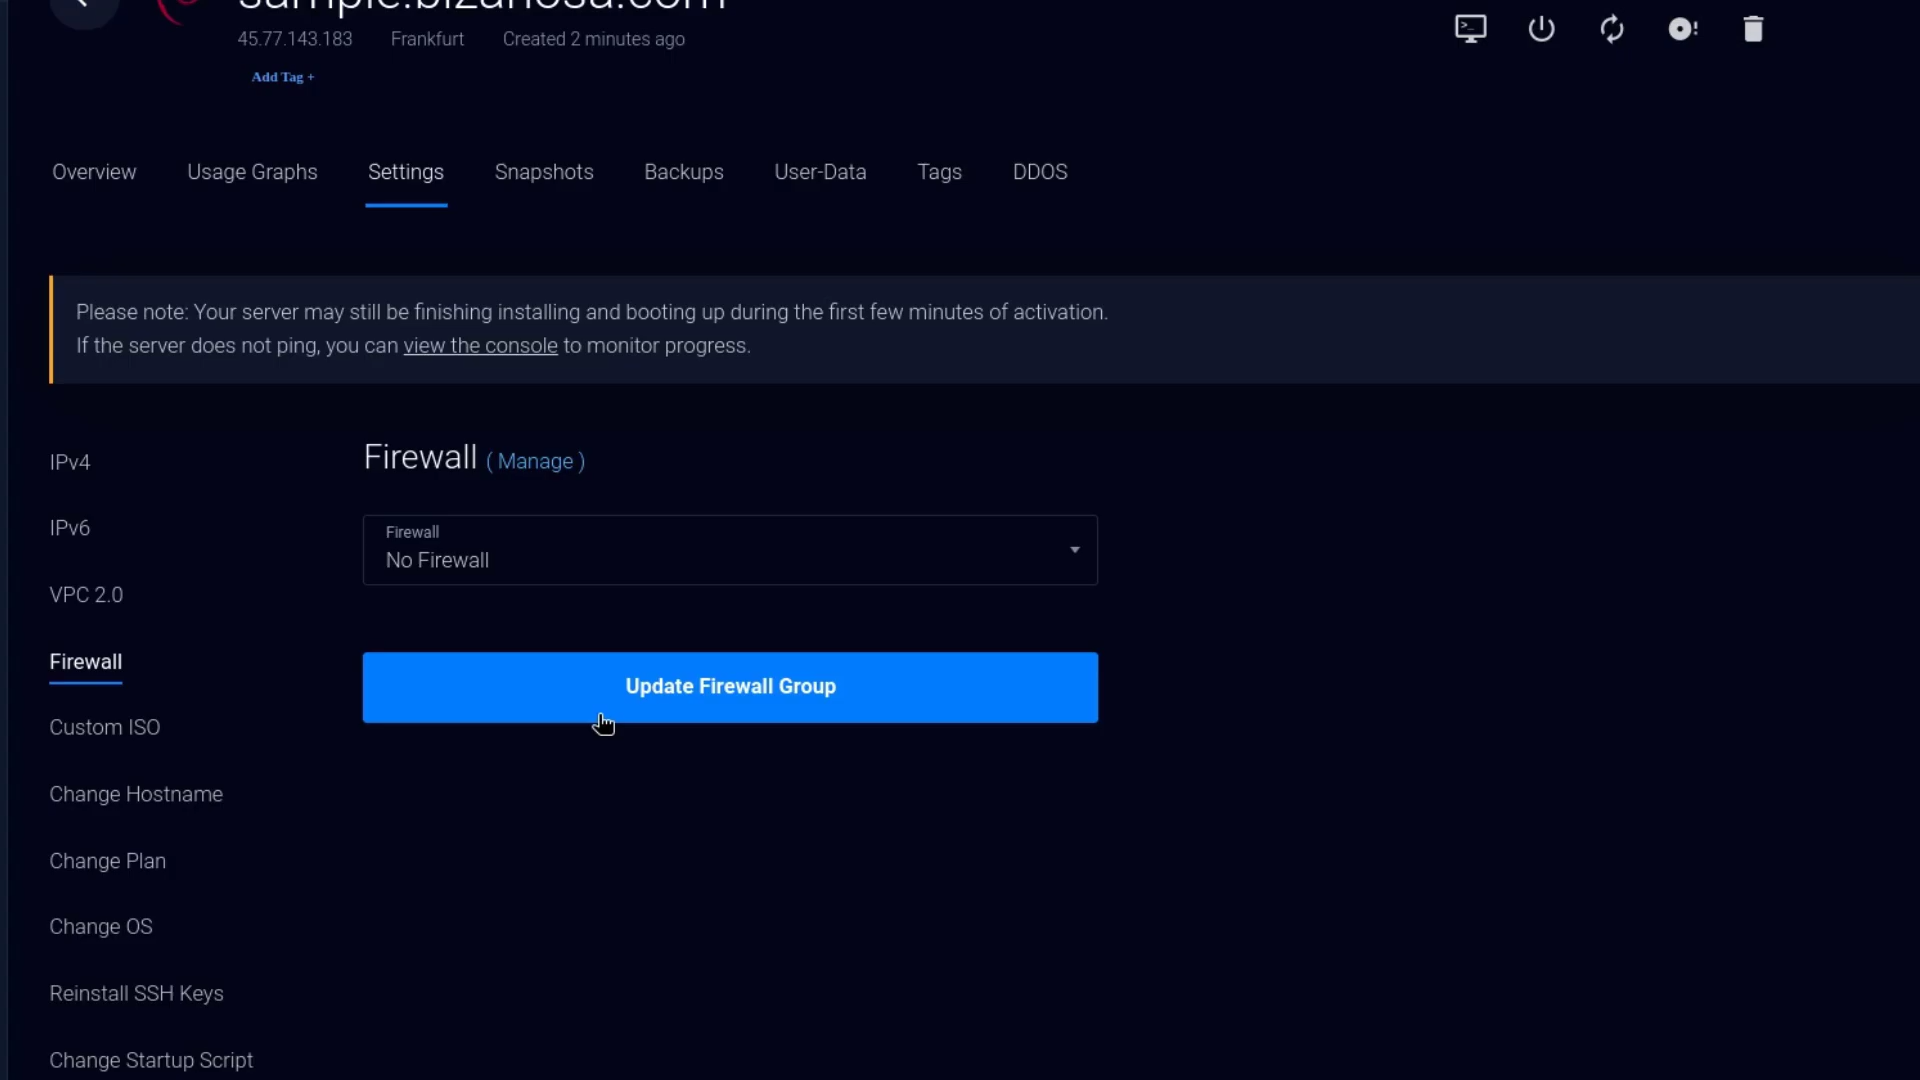 sample.bizanosa.com
45.77.143.183 Frankfurt Created 2 minutes ago
Add Tag +
Overview Usage Graphs Settings Snapshots Backups User-Data Tags DDOS
Please note: Your server may still be finishing installing and booting up during the first few minutes of activation.
If the server does not ping, you can view the console to monitor progress.
IPv4
IPv6
VPC 2.0
Firewall
Custom ISO
Change Hostname
Change Plan
Change OS
Reinstall SSH Keys
Change Startup Script
Firewall ( Manage )
Firewall
No Firewall
Update Firewall Group